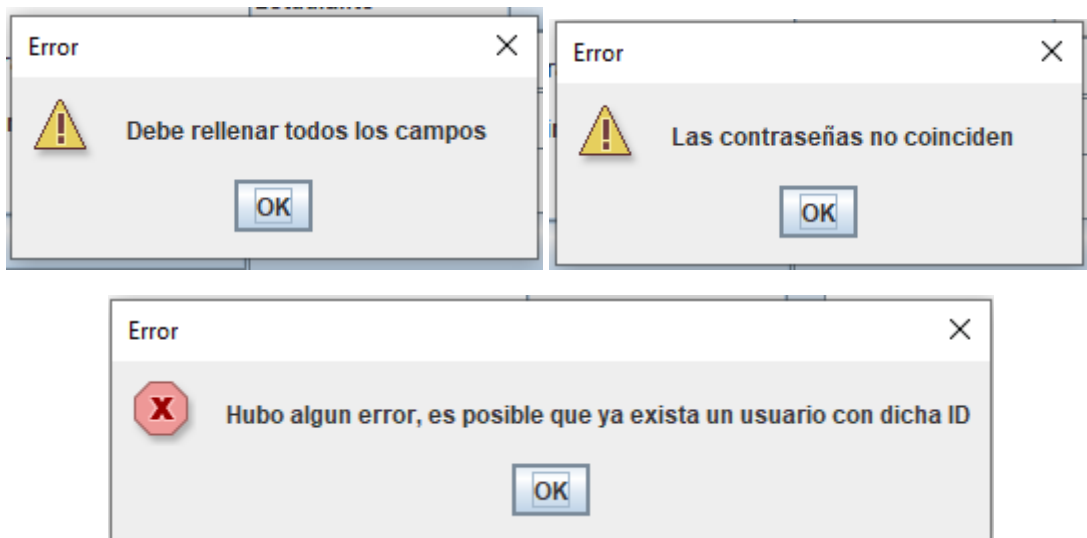 Error
Debe rellenar todos los campos
OK
Error
Las contraseñas no coinciden
OK
Error
Hubo algun error, es posible que ya exista un usuario con dicha ID
OK